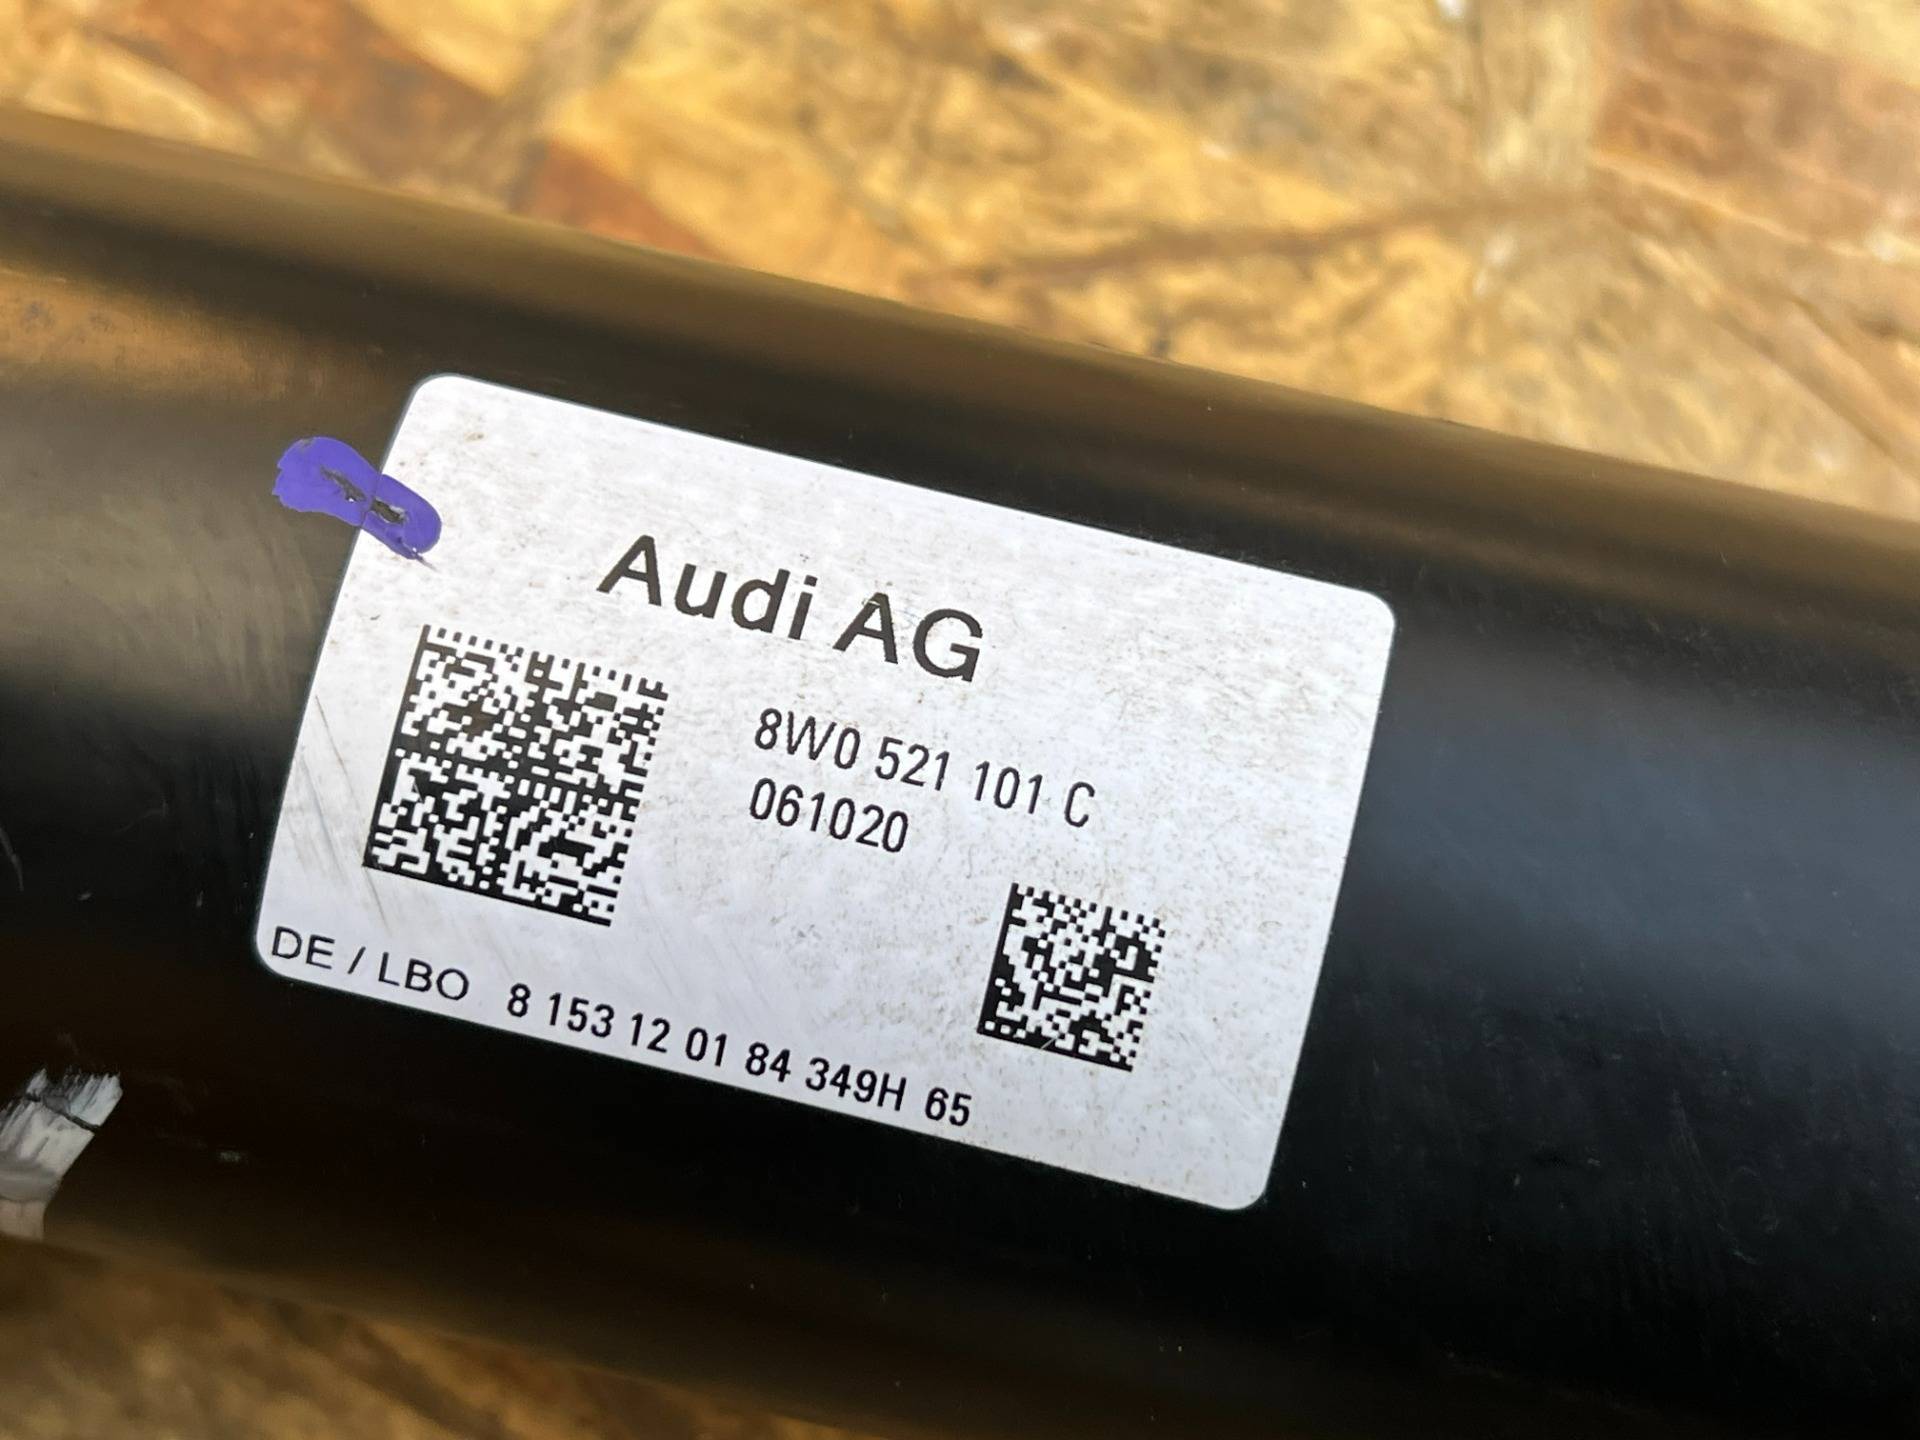 Audi AG
8W0 521 101 C
061020
DE / LBO 8 153 12 01 84 349H 65